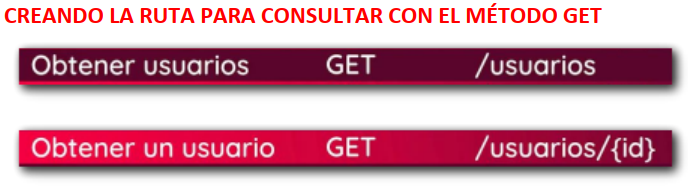 CREANDO LA RUTA PARA CONSULTAR CON EL MÉTODO GET
Obtener usuarios GET /usuarios
Obtener un usuario GET /usuarios/{id}